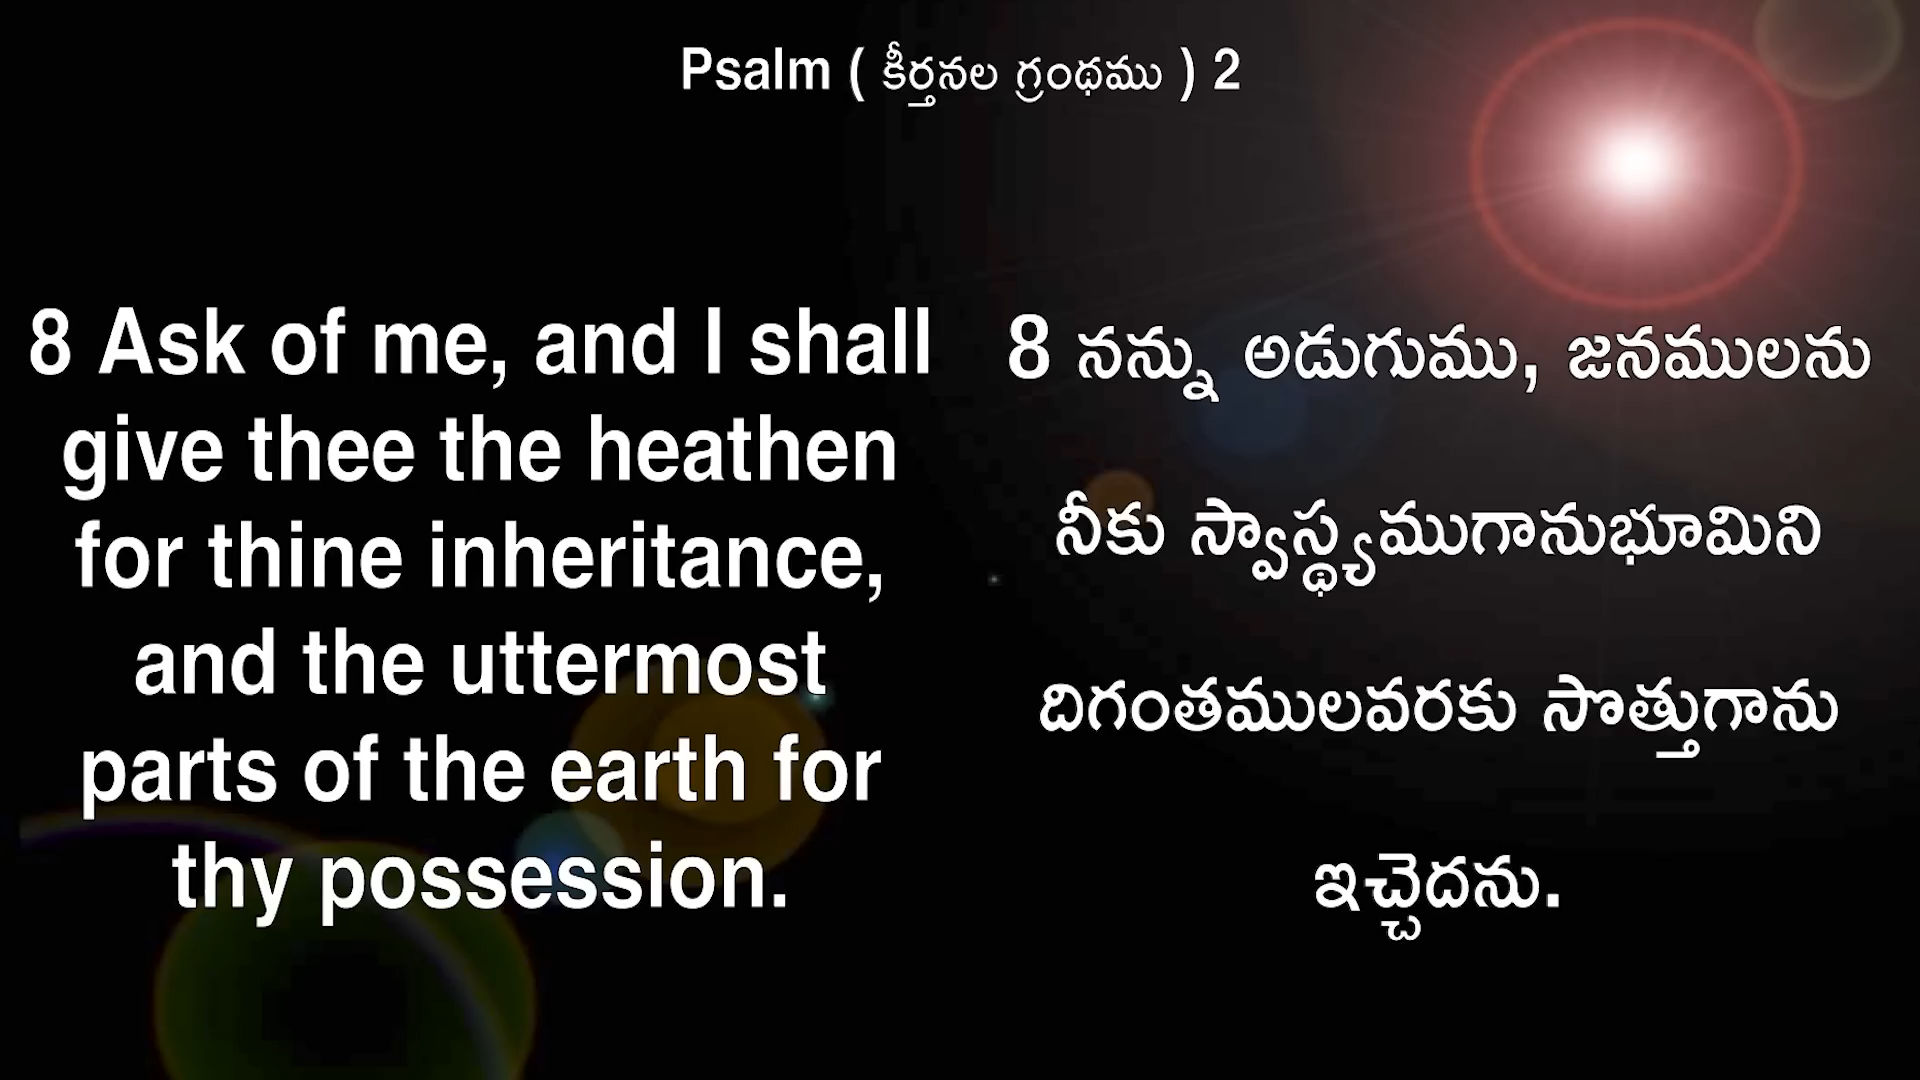 Psalm ( కీర్తనల గ్రంథము ) 2
8 Ask of me, and I shall
give thee the heathen
for thine inheritance,
and the uttermost
parts of the earth for
thy possession.
8 నన్ను అడుగుము, జనములను
నీకు స్వాస్థ్యముగానుభూమిని
దిగంతములవరకు సొత్తుగాను
ఇచ్చెదను.